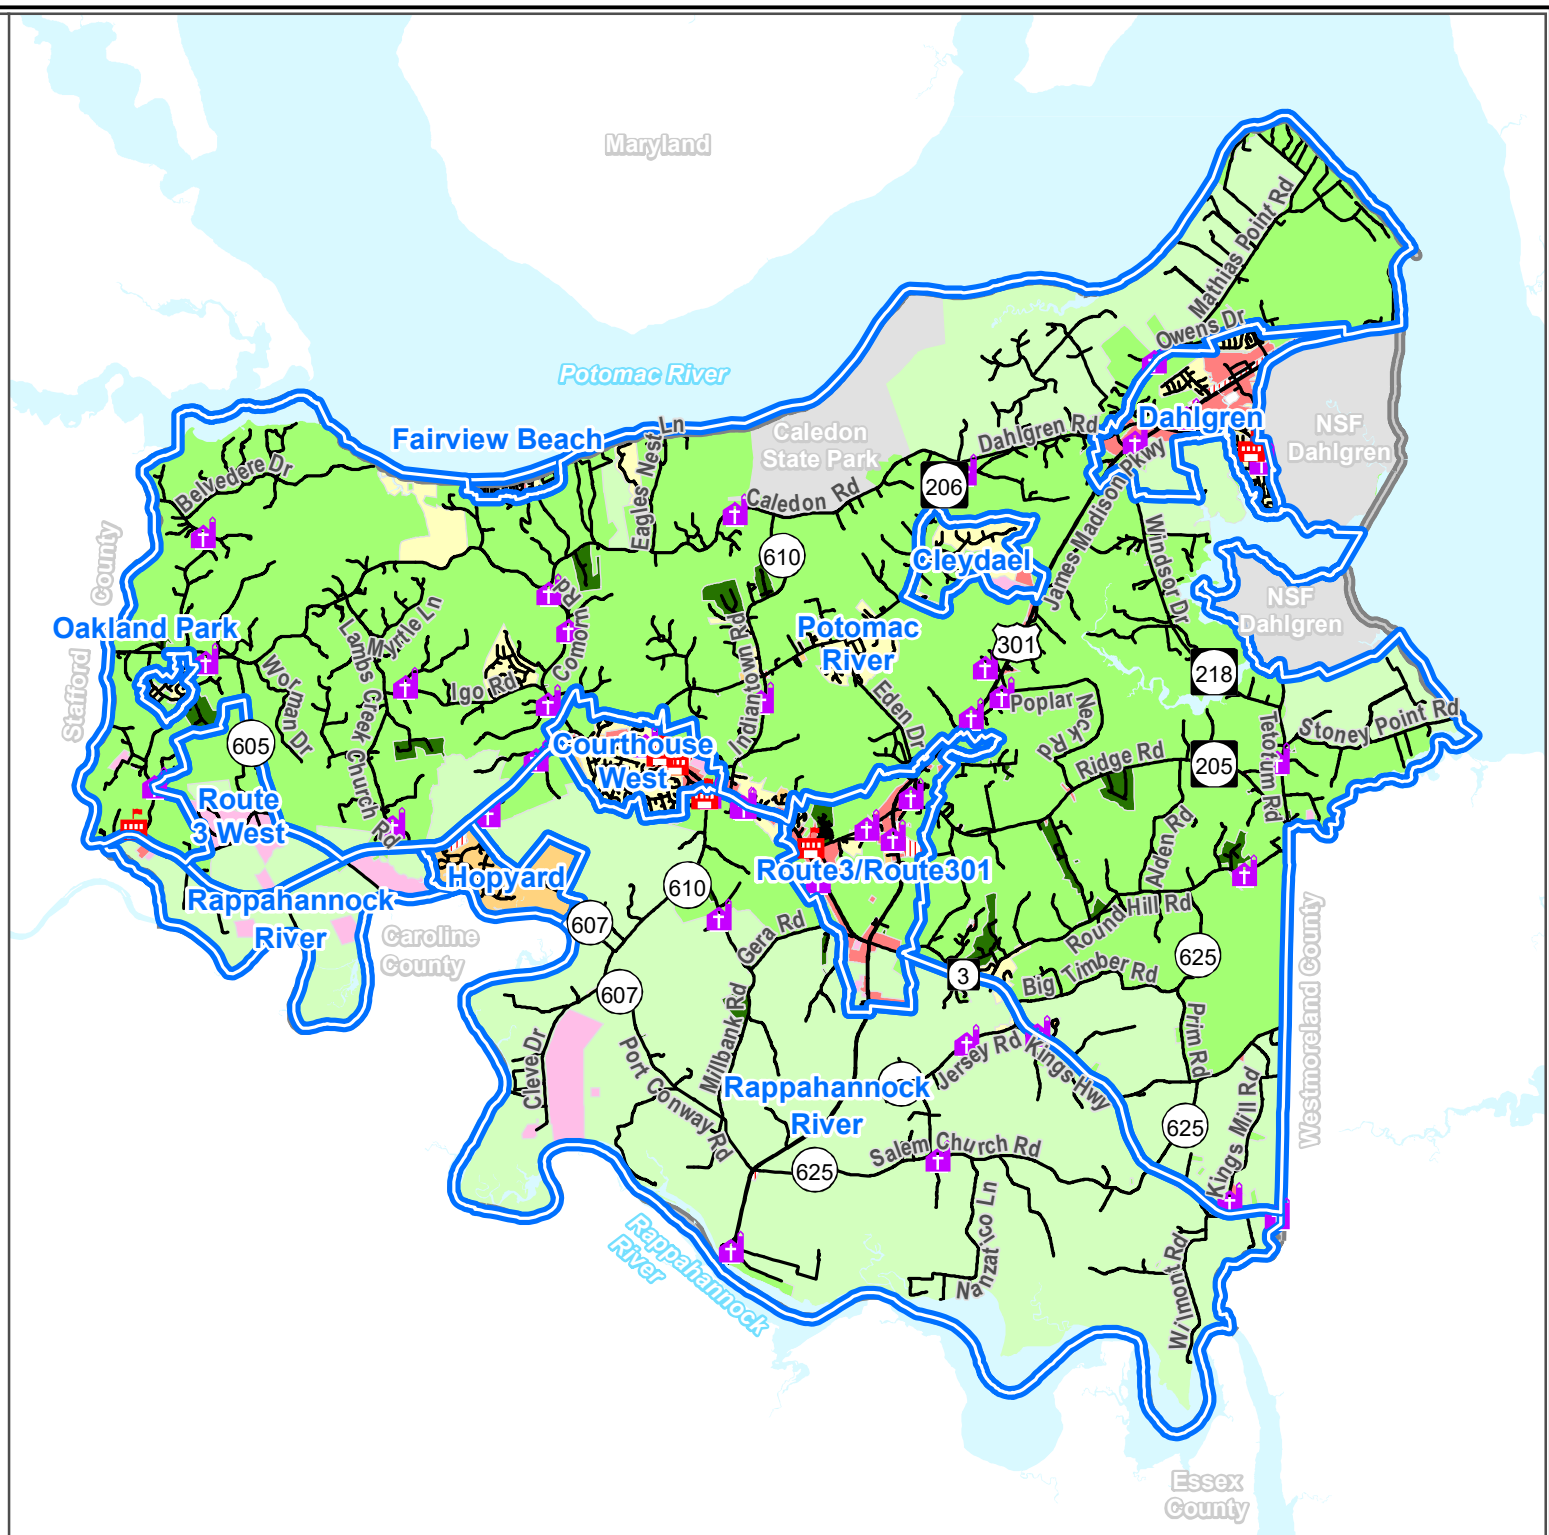 Maryland
Mathias Point Rd
Owens Dr
Potomac River
Dahlgren
NSF
Dahlgren
Fairview Beach
Eagles Nest Ln
Caledon
State Park
Dahlgren Rd
Belvedere Dr
206
Caledon Rd
James Madison Pkwy
Stafford County
610
Cleydael
Windsor Dr
NSF
Dahlgren
Oakland Park
Lambs Creek Church Rd
Myrtle Ln
Comorn Rd
Indiantown Rd
Potomac
River
301
218
Worman Dr
Igo Rd
Eden Dr
Poplar Neck Rd
Tetotum Rd
Stoney Point Rd
605
Courthouse
West
Ridge Rd
205
Route
3 West
Alden Rd
Hopyard
Route3/Route301
Rappahannock
River
610
Round Hill Rd
607
Caroline
County
Gera Rd
625
3
Big Timber Rd
Westmoreland County
607
Millbank Rd
Prim Rd
Cleve Dr
Port Conway Rd
Jersey Rd
Kings Hwy
Rappahannock
River
Kings Mill Rd
625
Salem Church Rd
625
Nanzatico Ln
Rappahannock
River
Wilmont Rd
Essex
County